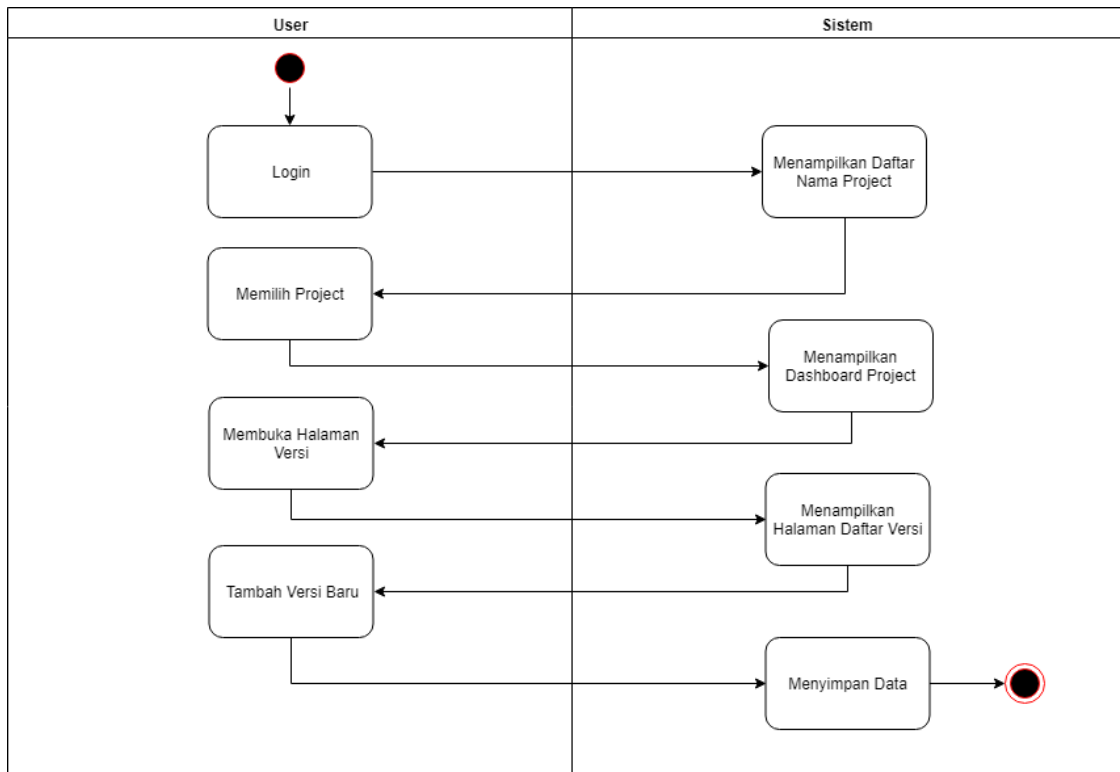 User
Sistem
Login
Menampilkan Daftar
Nama Project
Memilih Project
Menampilkan
Dashboard Project
Membuka Halaman
Versi
Menampilkan
Halaman Daftar Versi
Tambah Versi Baru
Menyimpan Data